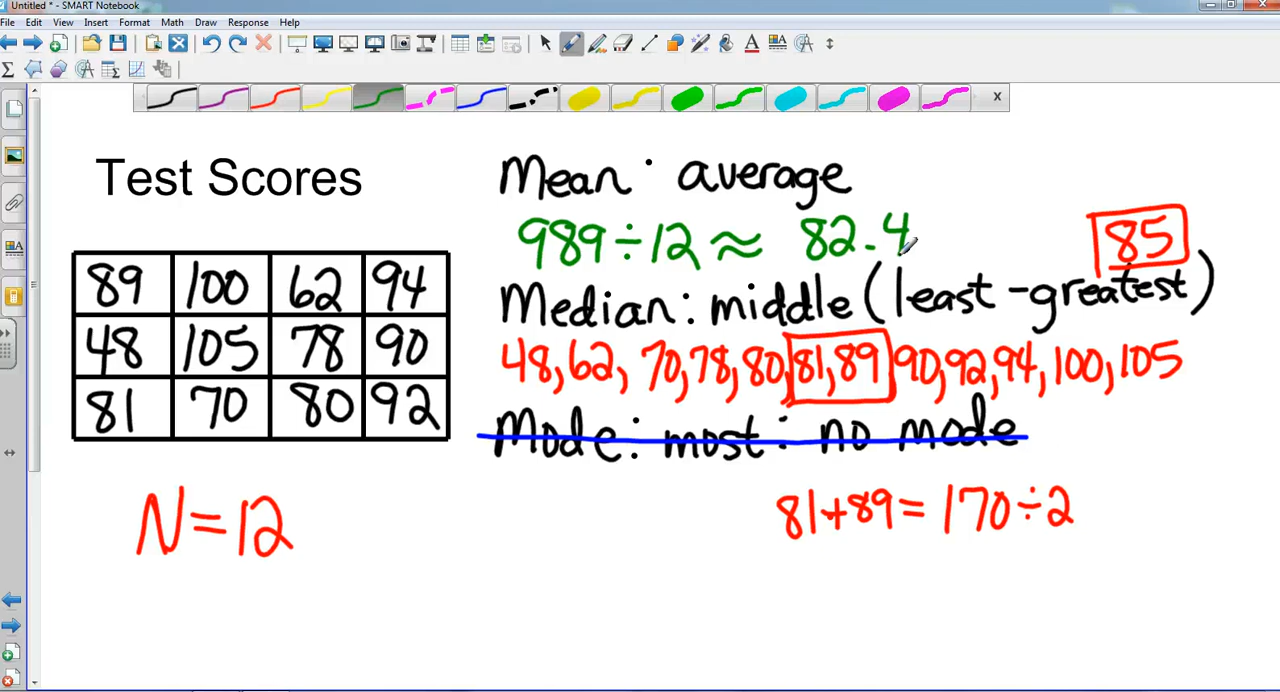 Untitled * - SMART Notebook
File Edit View Insert Format Math Draw Response Help
Test Scores
89 100 62 94
48 105 78 90
81 70 80 92
N=12
Mean: average
989÷12 ≈ 82.4
85
Median: middle (least-greatest)
48, 62, 70, 78, 80, 81, 89, 90, 92, 94, 100, 105
Mode: most: no mode
81+89=170÷2